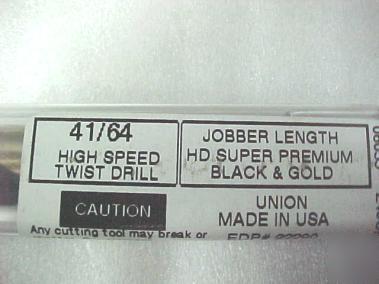 41/64
HIGH SPEED
TWIST DRILL
JOBBER LENGTH
HD SUPER PREMIUM
BLACK & GOLD
CAUTION
UNION
MADE IN USA
Any cutting tool may break or
EDP#